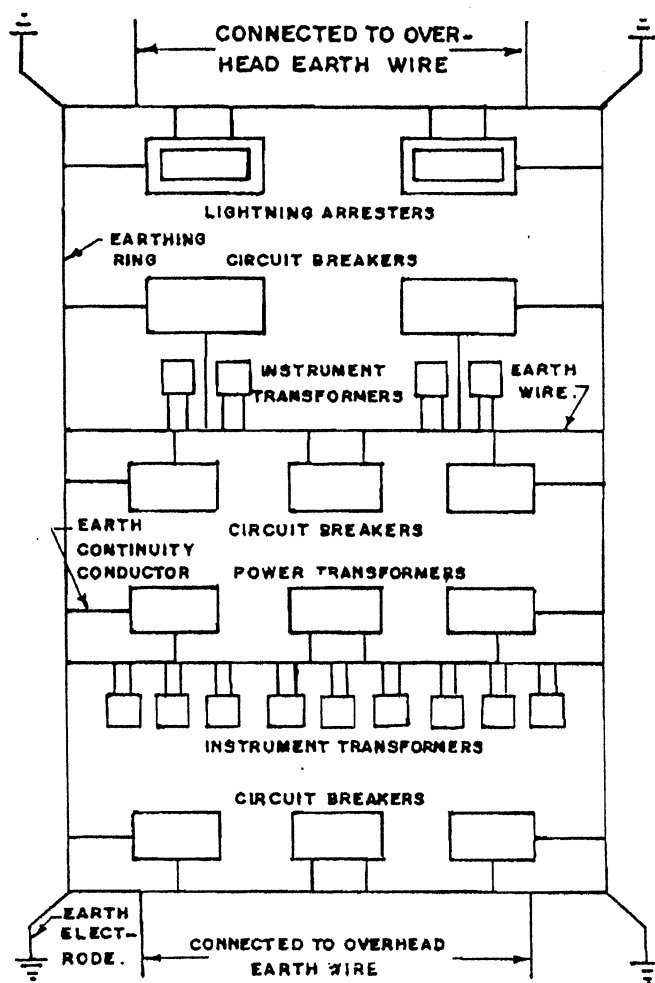 CONNECTED TO OVER-
HEAD EARTH WIRE
LIGHTNING ARRESTERS
EARTHING
RING
CIRCUIT BREAKERS
INSTRUMENT
TRANSFORMERS
EARTH
WIRE.
CIRCUIT BREAKERS
EARTH
CONTINUITY
CONDUCTOR
POWER TRANSFORMERS
INSTRUMENT TRANSFORMERS
CIRCUIT BREAKERS
EARTH
ELECT-
RODE.
CONNECTED TO OVERHEAD
EARTH WIRE